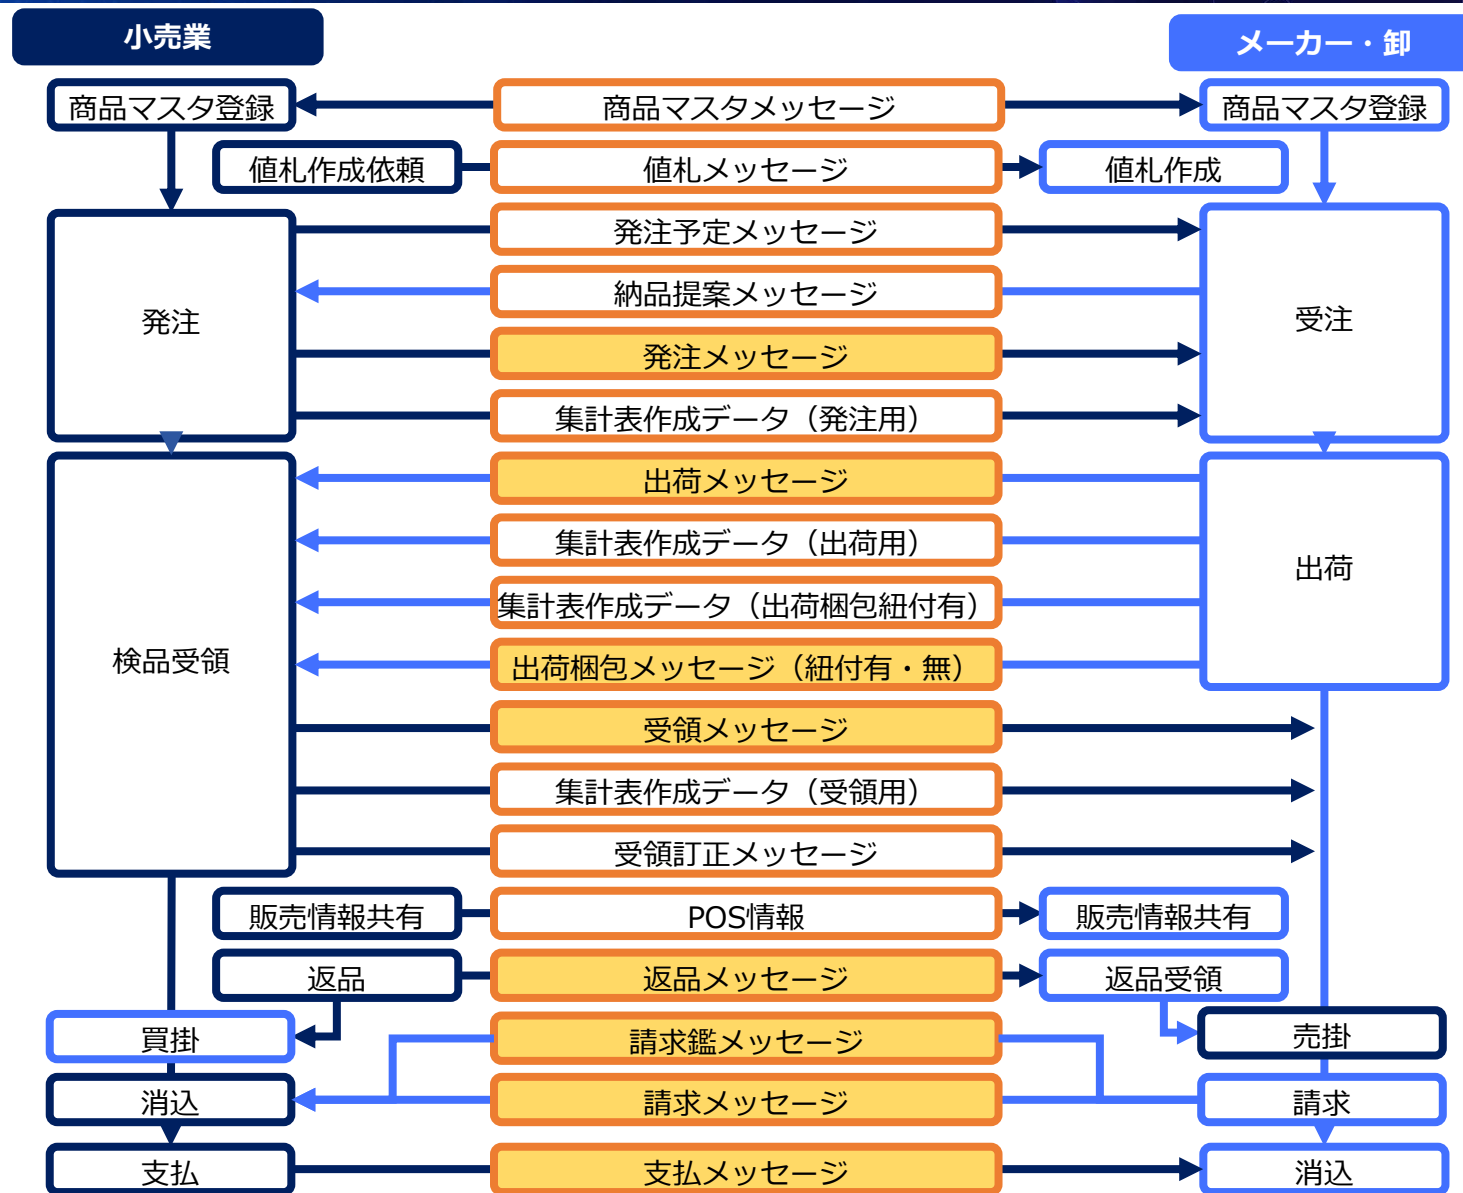 小売業
メーカー・卸
商品マスタ登録
商品マスタメッセージ
商品マスタ登録
値札作成依頼
値札メッセージ
値札作成
発注
発注予定メッセージ
納品提案メッセージ
発注メッセージ
集計表作成データ（発注用）
受注
検品受領
出荷メッセージ
集計表作成データ（出荷用）
集計表作成データ（出荷梱包紐付有）
出荷梱包メッセージ（紐付有・無）
出荷
受領メッセージ
集計表作成データ（受領用）
受領訂正メッセージ
販売情報共有
POS情報
販売情報共有
返品
返品メッセージ
返品受領
買掛
請求鑑メッセージ
売掛
消込
請求メッセージ
請求
支払
支払メッセージ
消込